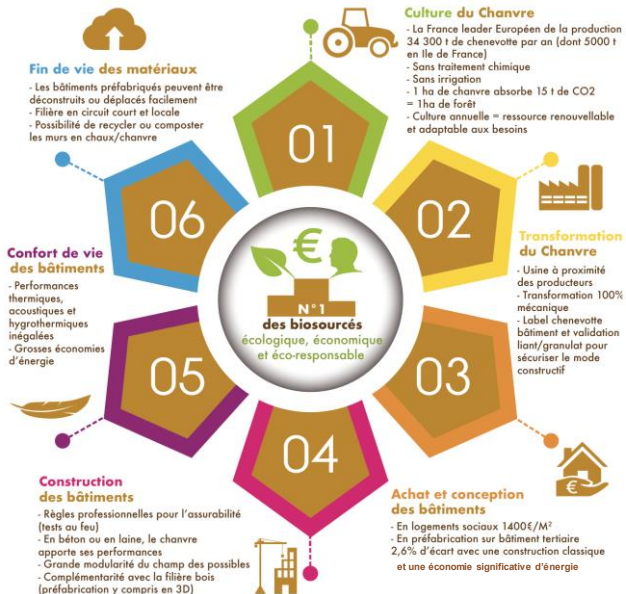 Culture du Chanvre
- La France leader Européen de la production
34 300 t de chenevotte par an (dont 5000 t
en Ile de France)
- Sans traitement chimique
- Sans irrigation
- 1 ha de chanvre absorbe 15 t de CO2
= 1ha de forêt
- Culture annuelle = ressource renouvellable
et adaptable aux besoins
01
02
Transformation
du Chanvre
- Usine à proximité
des producteurs
- Transformation 100%
mécanique
- Label chenevotte
bâtiment et validation
liant/granulat pour
sécuriser le mode
constructif
03
Achat et conception
des bâtiments
- En logements sociaux 1400€/M²
- En préfabrication sur bâtiment tertiaire
2,6% d'écart avec une construction classique
et une économie significative d'énergie
04
Construction
des bâtiments
- Règles professionnelles pour l'assurabilité
(tests au feu)
- En béton ou en laine, le chanvre
apporte ses performances
- Grande modularité du champ des possibles
- Complémentarité avec la filière bois
(préfabrication y compris en 3D)
05
Confort de vie
des bâtiments
- Performances
thermiques,
acoustiques et
hygrothermiques
inégalées
- Grosses économies
d'énergie
06
Fin de vie des matériaux
- Les bâtiments préfabriqués peuvent être
déconstruits ou déplacés facilement
- Filière en circuit court et locale
- Possibilité de recycler ou composter
les murs en chaux/chanvre
€
N°1
des biosourcés
écologique, économique
et éco-responsable
€